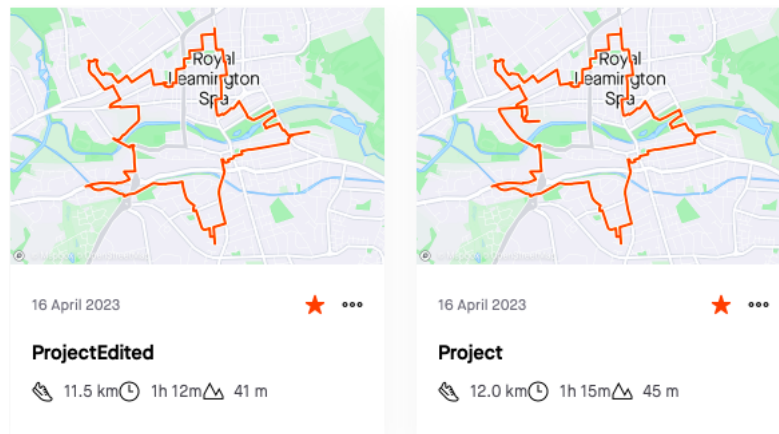 Royal
Leamington
Spa
16 April 2023
ProjectEdited
11.5 km 1h 12m 41 m
Royal
Leamington
Spa
16 April 2023
Project
12.0 km 1h 15m 45 m